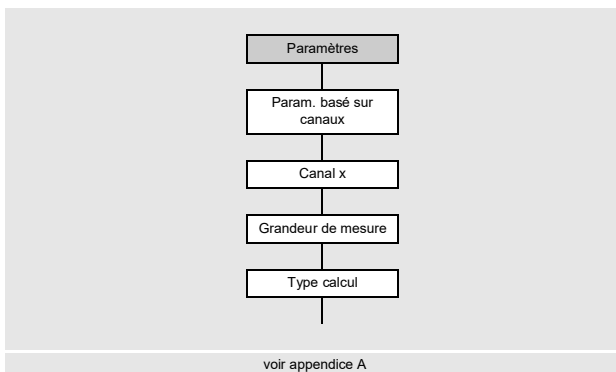 Paramètres
Param. basé sur
canaux
Canal x
Grandeur de mesure
Type calcul
voir appendice A